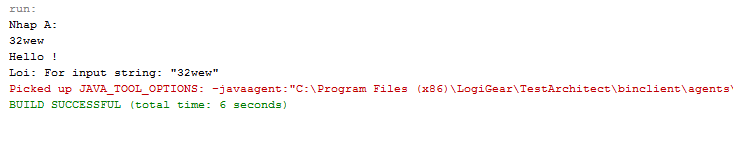 run:
Nhap A:
32wew
Hello !
Loi: For input string: "32wew"
Picked up JAVA_TOOL_OPTIONS: -javaagent:"C:\Program Files (x86)\LogiGear\TestArchitect\binclient\agents\
BUILD SUCCESSFUL (total time: 6 seconds)